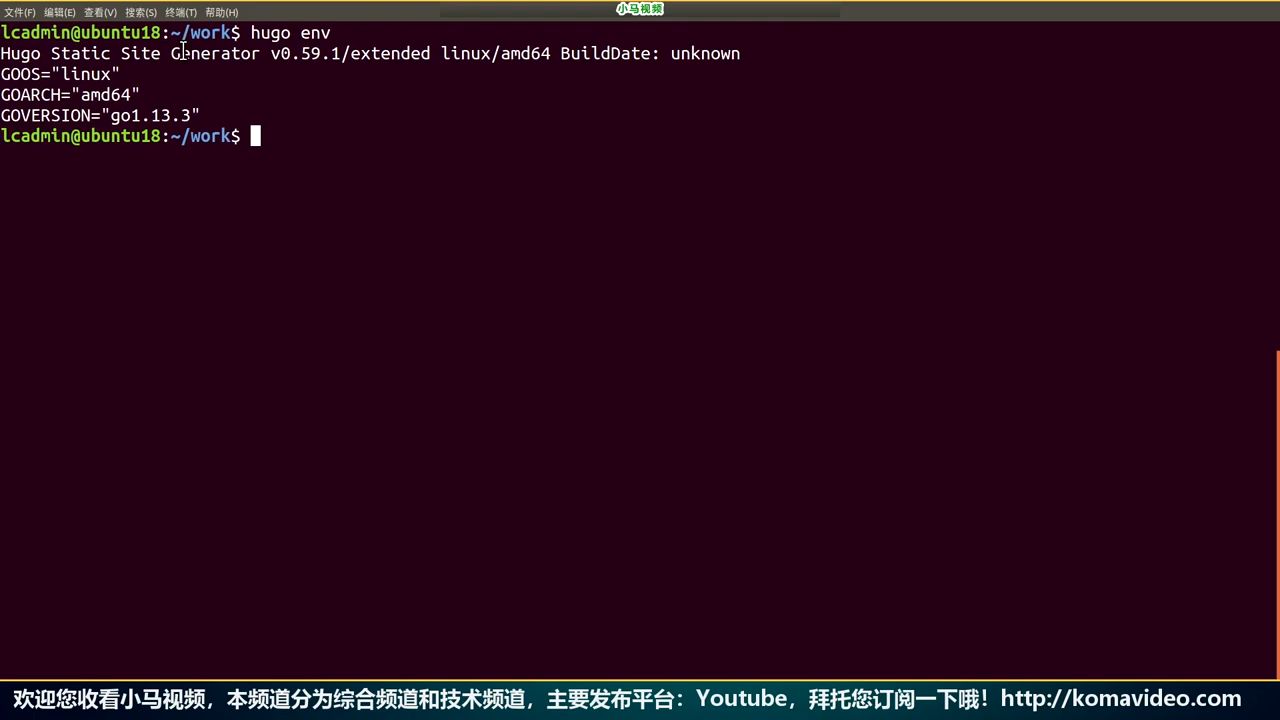 小马视频
文件(F) 编辑(E) 查看(V) 搜索(S) 终端(T) 帮助(H)
lcadmin@ubuntu18:~/work$ hugo env
Hugo Static Site Generator v0.59.1/extended linux/amd64 BuildDate: unknown
GOOS="linux"
GOARCH="amd64"
GOVERSION="go1.13.3"
lcadmin@ubuntu18:~/work$
欢迎您收看小马视频，本频道分为综合频道和技术频道，主要发布平台：Youtube，拜托您订阅一下哦！http://komavideo.com